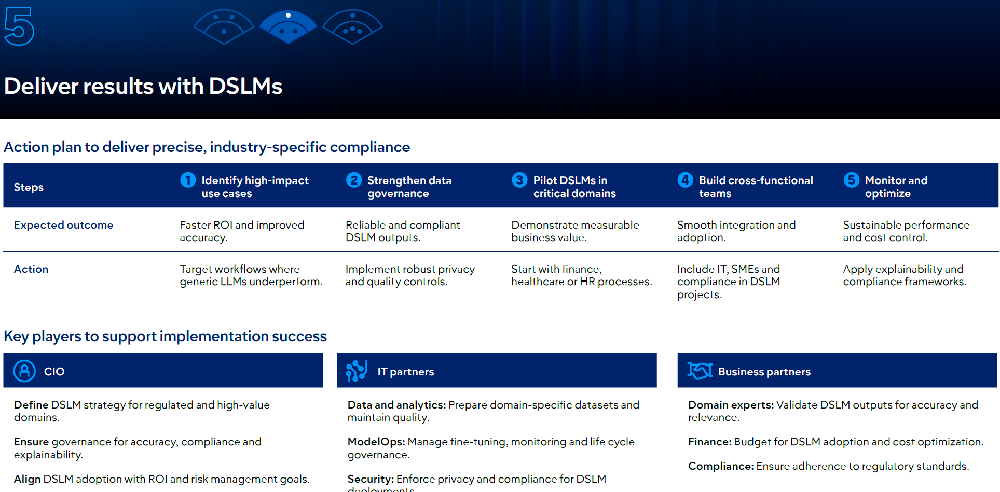 5
Deliver results with DSLMs
Action plan to deliver precise, industry-specific compliance
Steps
1 Identify high-impact
use cases
2 Strengthen data
governance
3 Pilot DSLMs in
critical domains
4 Build cross-functional
teams
5 Monitor and
optimize
Expected outcome
Faster ROI and improved
accuracy.
Reliable and compliant
DSLM outputs.
Demonstrate measurable
business value.
Smooth integration and
adoption.
Sustainable performance
and cost control.
Action
Target workflows where
generic LLMs underperform.
Implement robust privacy
and quality controls.
Start with finance,
healthcare or HR processes.
Include IT, SMEs and
compliance in DSLM
projects.
Apply explainability and
compliance frameworks.
Key players to support implementation success
CIO
Define DSLM strategy for regulated and high-value
domains.
Ensure governance for accuracy, compliance and
explainability.
Align DSLM adoption with ROI and risk management goals.
IT partners
Data and analytics: Prepare domain-specific datasets and
maintain quality.
ModelOps: Manage fine-tuning, monitoring and life cycle
governance.
Security: Enforce privacy and compliance for DSLM
deployments.
Business partners
Domain experts: Validate DSLM outputs for accuracy and
relevance.
Finance: Budget for DSLM adoption and cost optimization.
Compliance: Ensure adherence to regulatory standards.